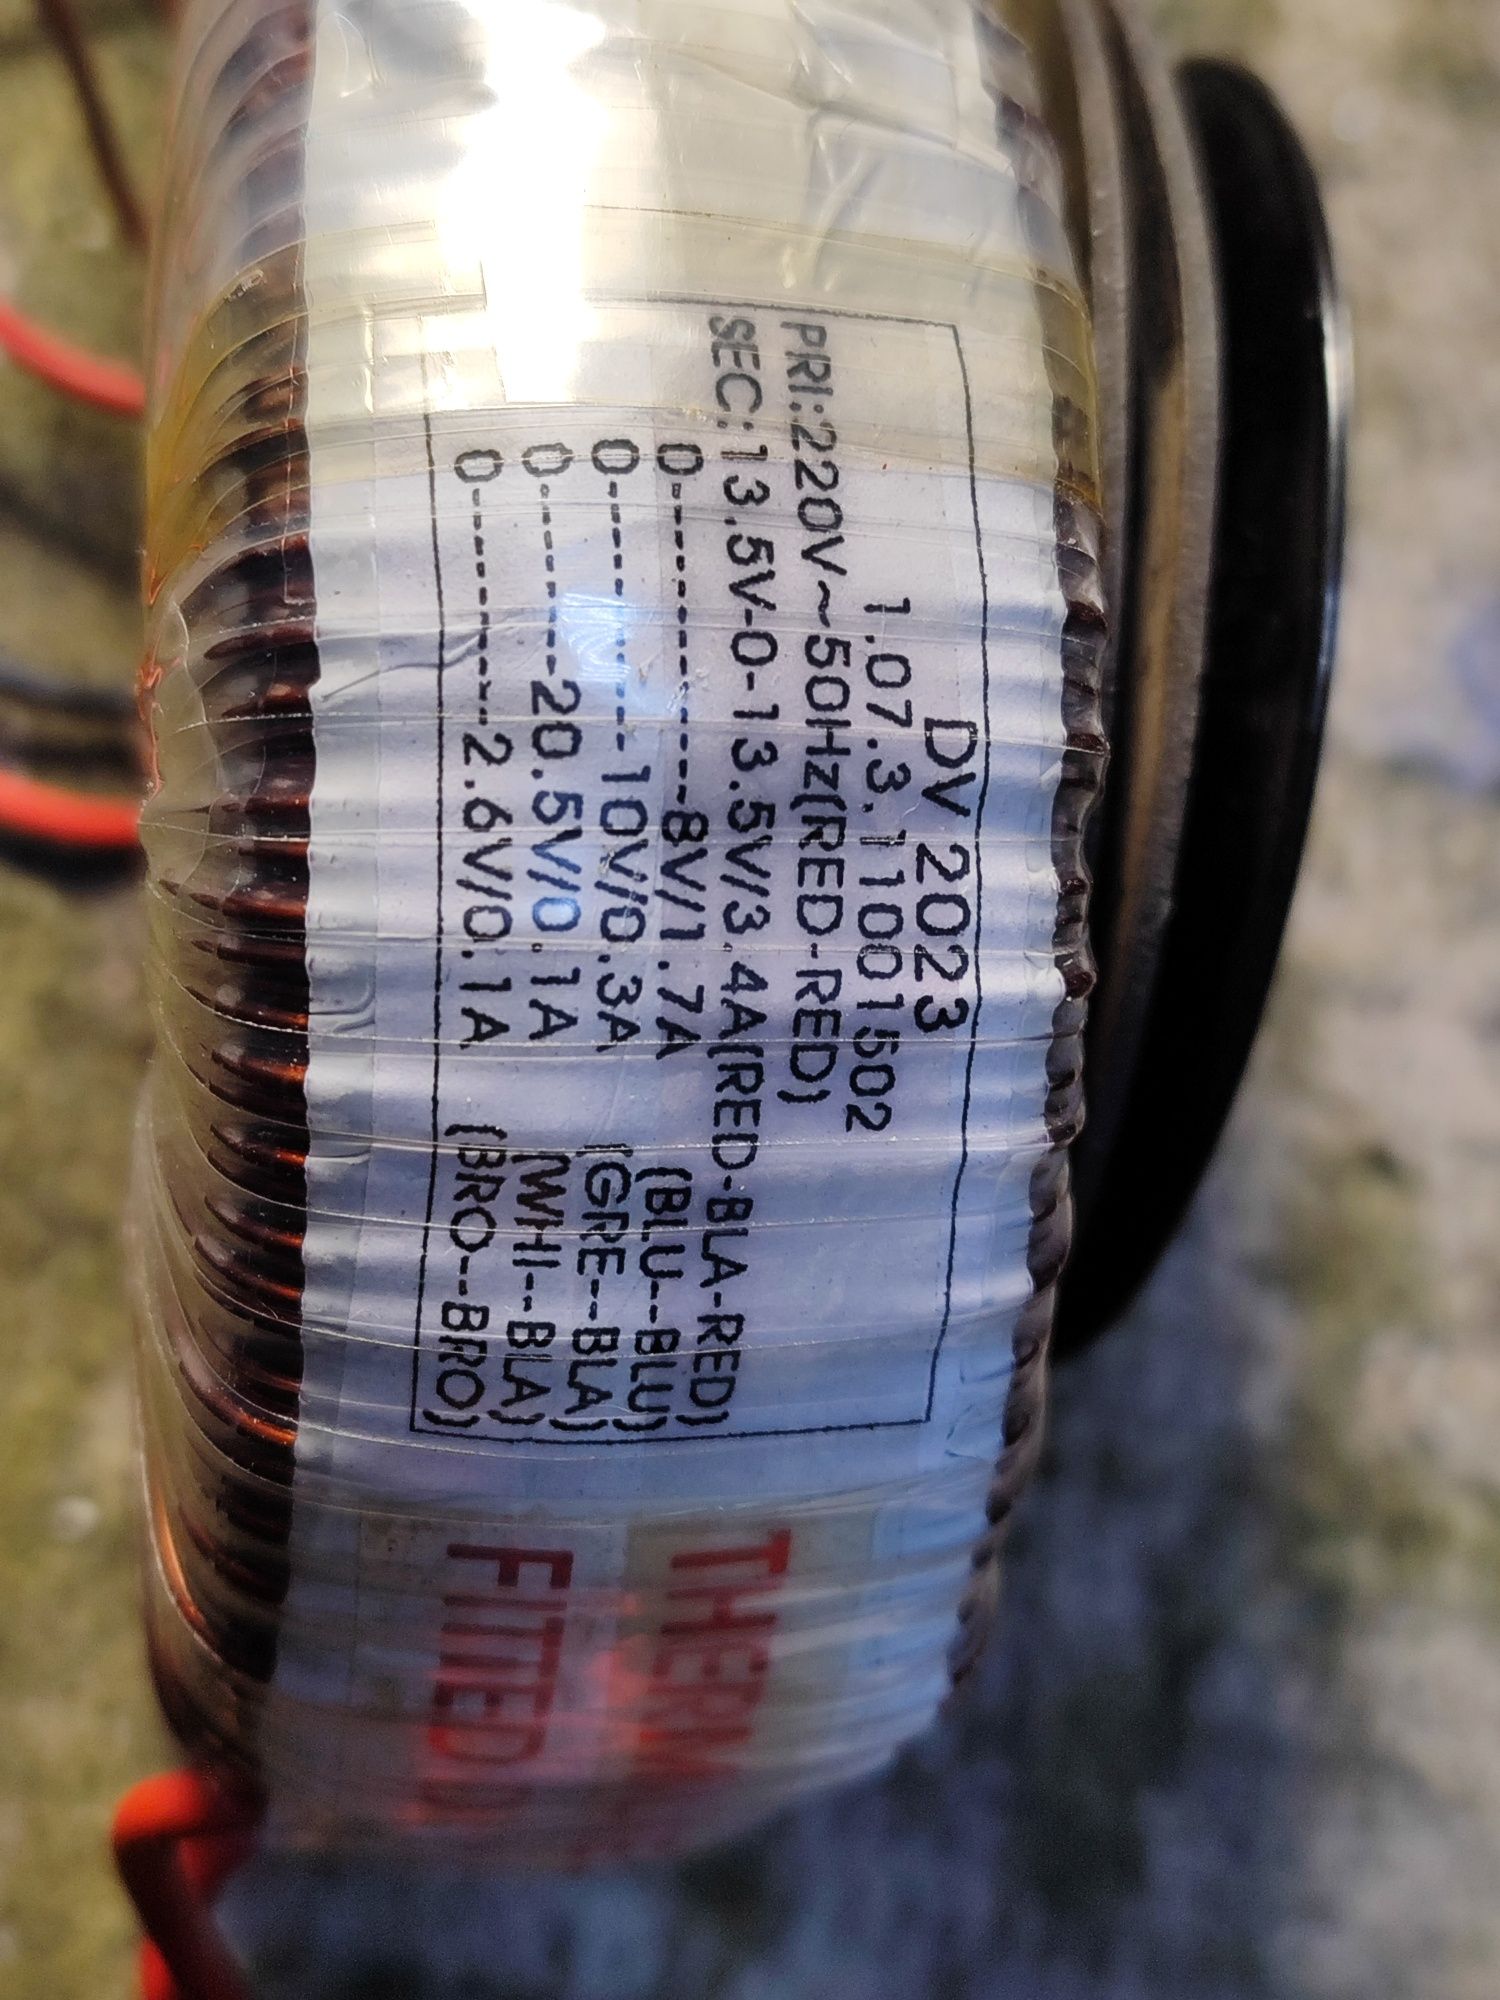 DV 2023
1.07.3.11001502
PRI:220V~50Hz(RED-RED)
SEC:13.5V-0-13.5V/3.4A(RED-BLA-RED)
0-----------8V/1.7A (BLU--BLU)
0-----------10V/0.3A (GRE--BLA)
0--------20.5V/0.1A (WHI--BLA)
0----------2.6V/0.1A (BRO--BRO)
FITTED